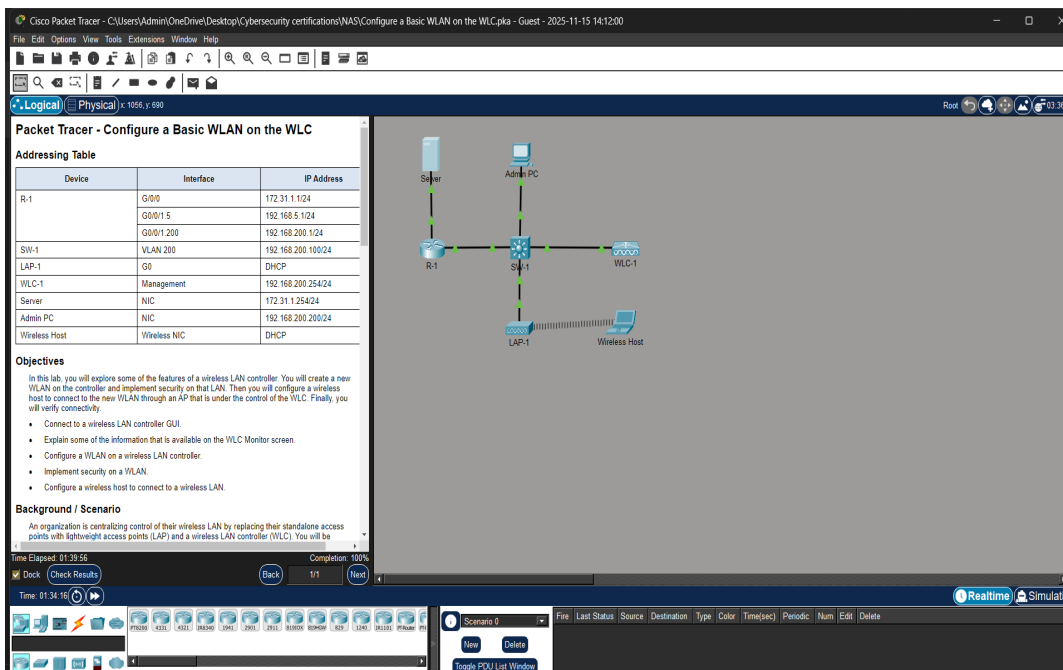 Cisco Packet Tracer - C:\Users\Admin\OneDrive\Desktop\Cybersecurity certifications\NAS\Configure a Basic WLAN on the WLC.pka - Guest - 2025-11-15 14:12:00
File Edit Options View Tools Extensions Window Help
Logical Physical x: 1056, y: 690 Root 03:36
Packet Tracer - Configure a Basic WLAN on the WLC
Addressing Table
Device Interface IP Address
R-1 G/0/0 172.31.1.1/24
G0/0/1.5 192.168.5.1/24
G0/0/1.200 192.168.200.1/24
SW-1 VLAN 200 192.168.200.100/24
LAP-1 G0 DHCP
WLC-1 Management 192.168.200.254/24
Server NIC 172.31.1.254/24
Admin PC NIC 192.168.200.200/24
Wireless Host Wireless NIC DHCP
Objectives
In this lab, you will explore some of the features of a wireless LAN controller. You will create a new
WLAN on the controller and implement security on that LAN. Then you will configure a wireless
host to connect to the new WLAN through an AP that is under the control of the WLC. Finally, you
will verify connectivity.
• Connect to a wireless LAN controller GUI.
• Explain some of the information that is available on the WLC Monitor screen.
• Configure a WLAN on a wireless LAN controller.
• Implement security on a WLAN.
• Configure a wireless host to connect to a wireless LAN.
Background / Scenario
An organization is centralizing control of their wireless LAN by replacing their standalone access
points with lightweight access points (LAP) and a wireless LAN controller (WLC). You will be
Time Elapsed: 01:39:56 Completion: 100%
Dock Check Results Back 1/1 Next
Server
Admin PC
R-1
SW-1
WLC-1
LAP-1
Wireless Host
Time: 01:34:16 Realtime Simulati
4331 4321 IR8340 1941 2901 2911 819IOX 819HGW 829 1240 IR1101
Scenario 0
New Delete
Toggle PDU List Window
Fire Last Status Source Destination Type Color Time(sec) Periodic Num Edit Delete